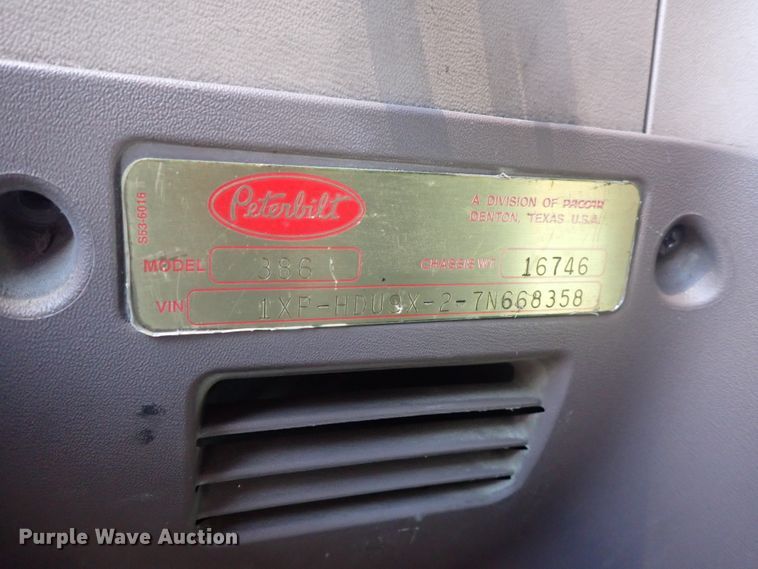 S53-6016
Peterbilt
A DIVISION OF PACCAR
DENTON, TEXAS U.S.A.
MODEL 386 CHASSIS WT. 16746
VIN 1XP-HDU9X-2-7N668358
Purple Wave Auction